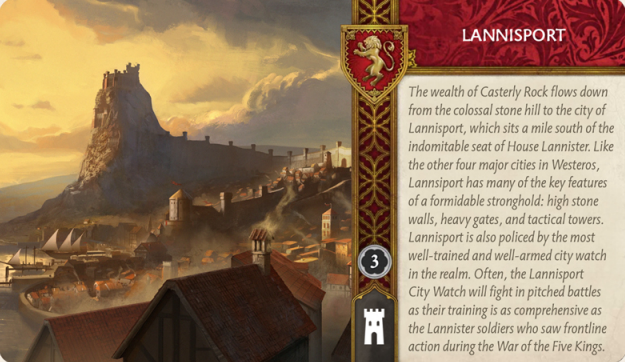 LANNISPORT
The wealth of Casterly Rock flows down
from the colossal stone hill to the city of
Lannisport, which sits a mile south of the
indomitable seat of House Lannister. Like
the other four major cities in Westeros,
Lannsiport has many of the key features
of a formidable stronghold: high stone
walls, heavy gates, and tactical towers.
Lannisport is also policed by the most
well-trained and well-armed city watch
in the realm. Often, the Lannisport
City Watch will fight in pitched battles
as their training is as comprehensive as
the Lannister soldiers who saw frontline
action during the War of the Five Kings.
3